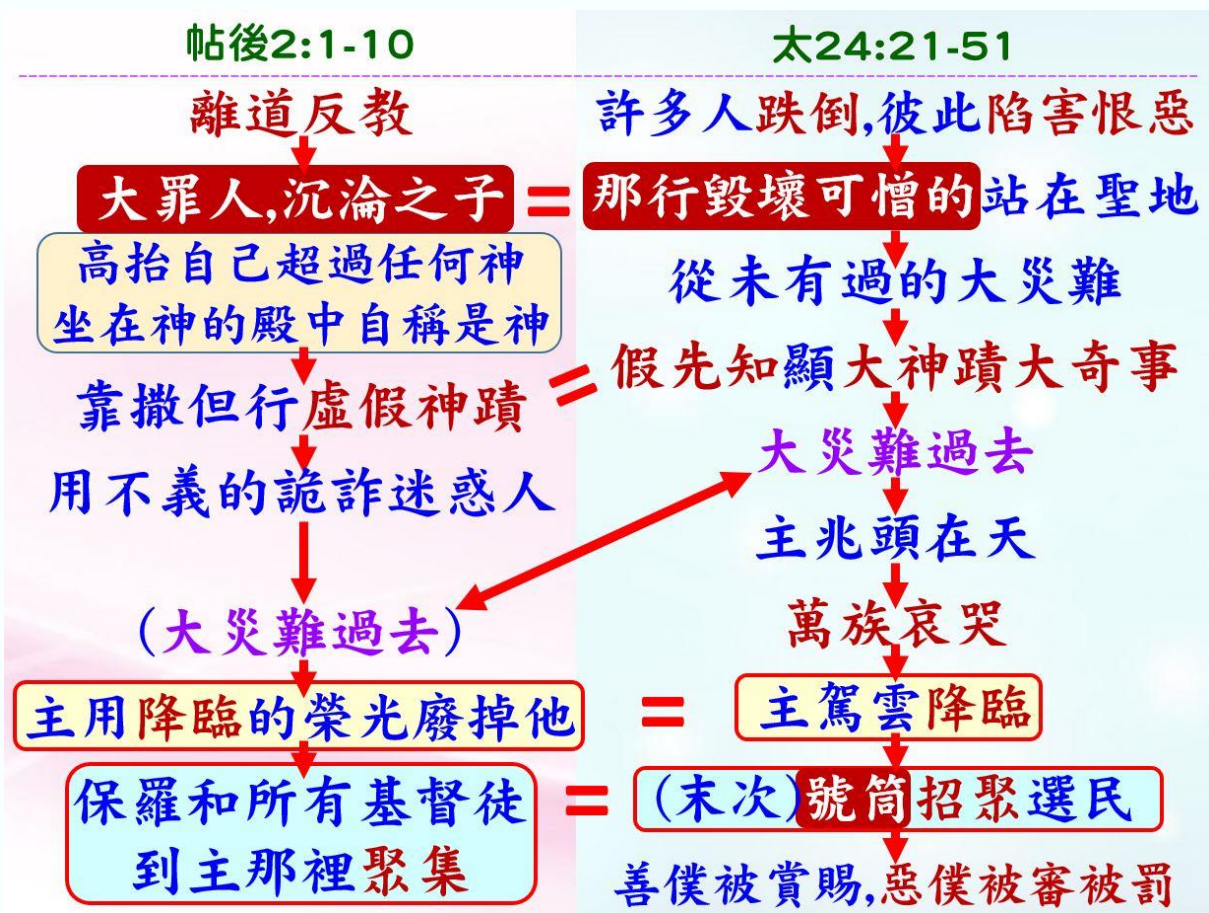 帖後2:1-10
離道反教
大罪人,沉淪之子
高抬自己超過任何神
坐在神的殿中自稱是神
靠撒但行虛假神蹟
用不義的詭詐迷惑人
(大災難過去)
主用降臨的榮光廢掉他
保羅和所有基督徒
到主那裡聚集
=
=
=
=
太24:21-51
許多人跌倒,彼此陷害恨惡
那行毀壞可憎的站在聖地
從未有過的大災難
假先知顯大神蹟大奇事
大災難過去
主兆頭在天
萬族哀哭
主駕雲降臨
(末次)號筒招聚選民
善僕被賞賜,惡僕被審被罰